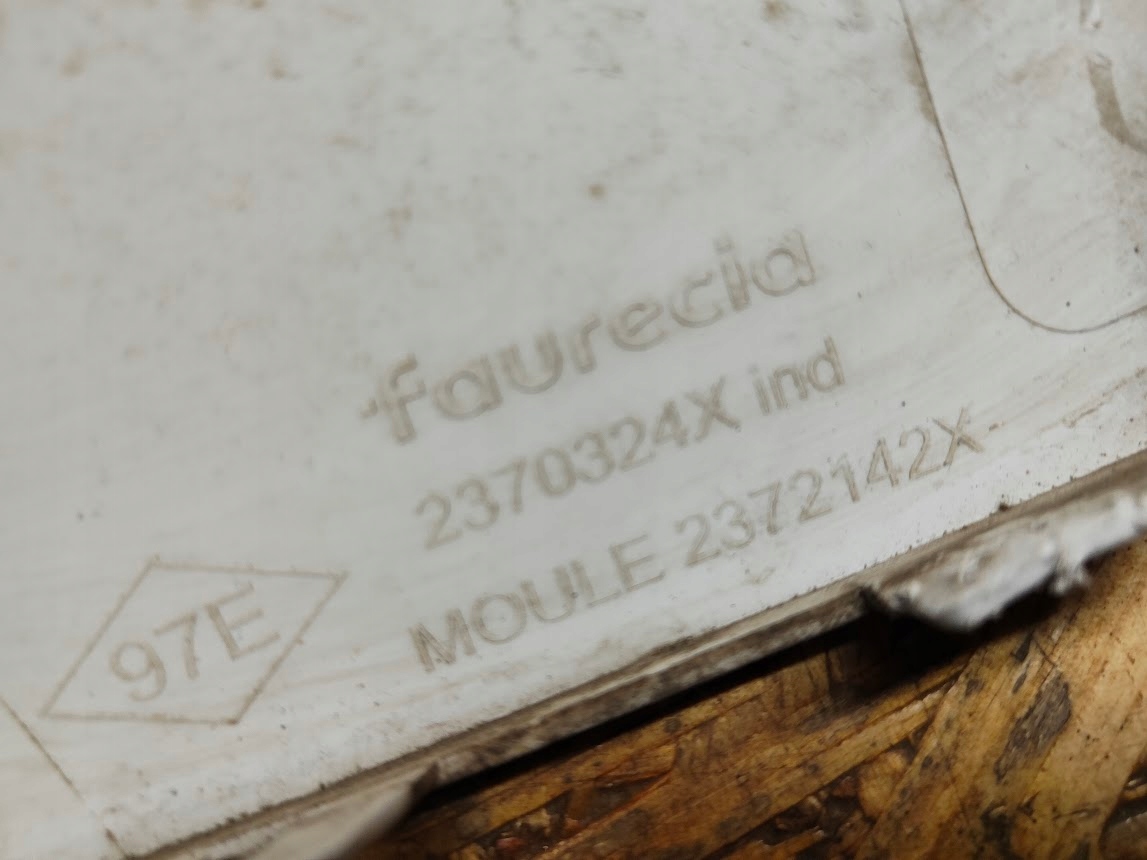 faurecia
2370324X ind
MOULE 2372142X
97E